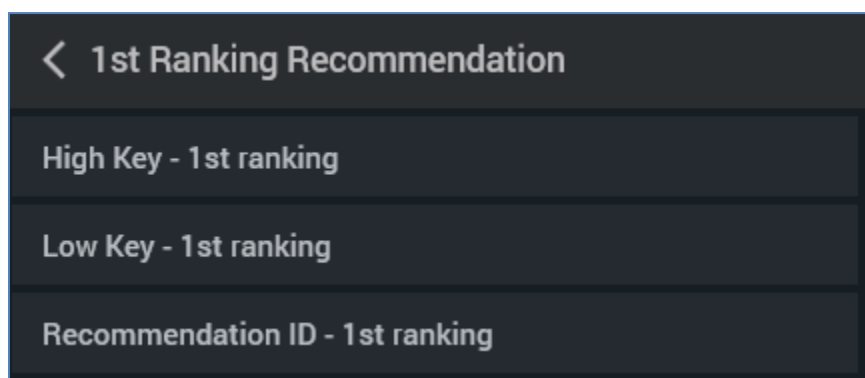 1st Ranking Recommendation
High Key - 1st ranking
Low Key - 1st ranking
Recommendation ID - 1st ranking